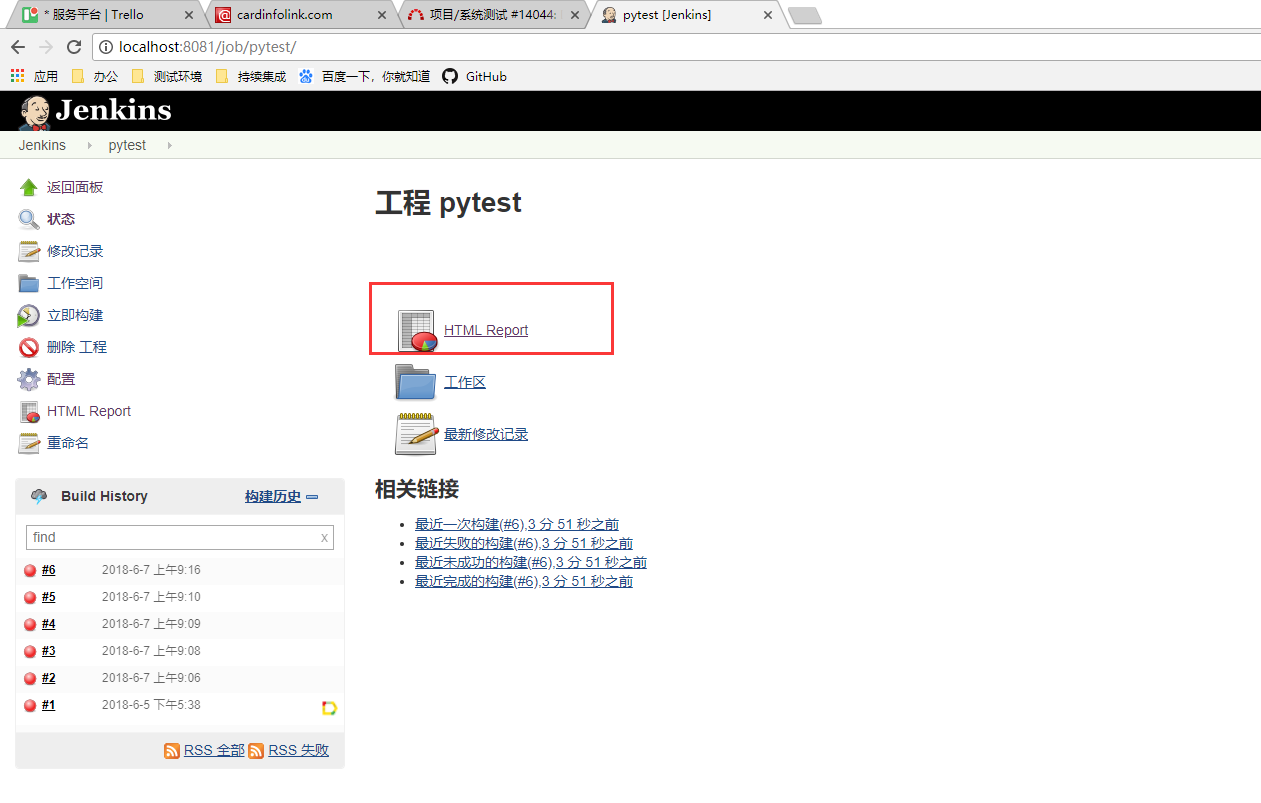 * 服务平台 | Trello
cardinfolink.com
项目/系统测试 #14044:
pytest [Jenkins]
localhost:8081/job/pytest/
应用 办公 测试环境 持续集成 百度一下，你就知道 GitHub
Jenkins
Jenkins pytest
返回面板
状态
修改记录
工作空间
立即构建
删除 工程
配置
HTML Report
重命名
Build History 构建历史
find x
#6 2018-6-7 上午9:16
#5 2018-6-7 上午9:10
#4 2018-6-7 上午9:09
#3 2018-6-7 上午9:08
#2 2018-6-7 上午9:06
#1 2018-6-5 下午5:38
RSS 全部 RSS 失败
工程 pytest
HTML Report
工作区
最新修改记录
相关链接
最近一次构建(#6),3 分 51 秒之前
最近失败的构建(#6),3 分 51 秒之前
最近未成功的构建(#6),3 分 51 秒之前
最近完成的构建(#6),3 分 51 秒之前